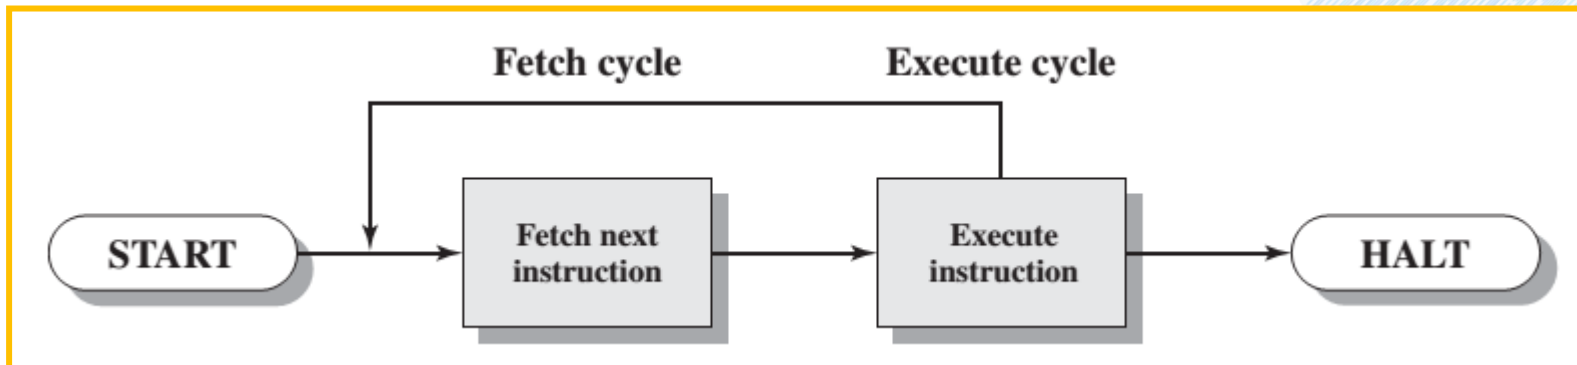 Fetch cycle
Execute cycle
START
Fetch next
instruction
Execute
instruction
HALT